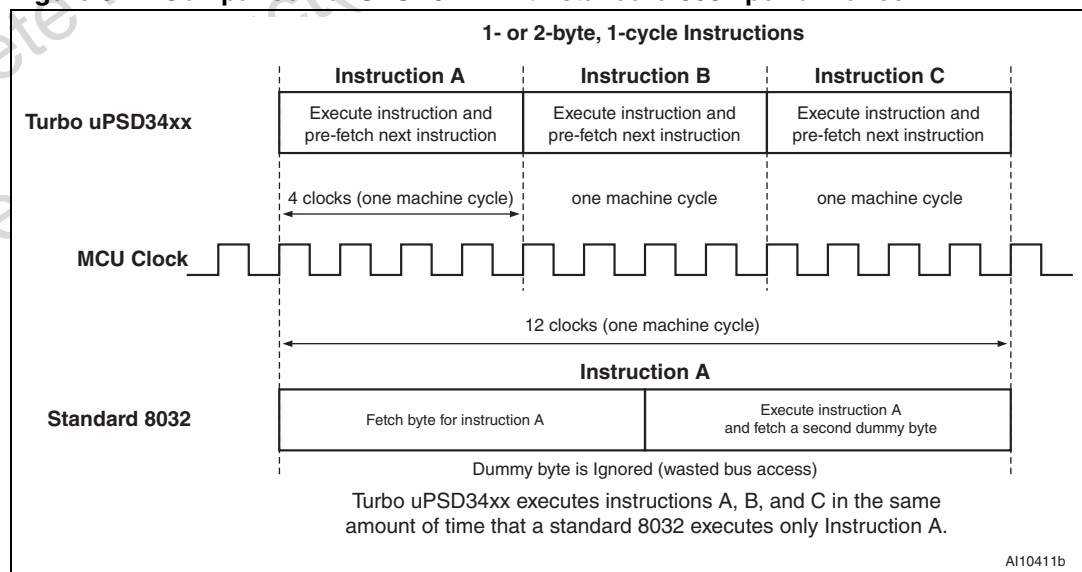 1- or 2-byte, 1-cycle Instructions
Instruction A Instruction B Instruction C
Turbo uPSD34xx
Execute instruction and pre-fetch next instruction
Execute instruction and pre-fetch next instruction
Execute instruction and pre-fetch next instruction
4 clocks (one machine cycle) one machine cycle one machine cycle
MCU Clock
12 clocks (one machine cycle)
Instruction A
Standard 8032
Fetch byte for instruction A
Execute instruction A
and fetch a second dummy byte
Dummy byte is Ignored (wasted bus access)
Turbo uPSD34xx executes instructions A, B, and C in the same
amount of time that a standard 8032 executes only Instruction A.
AI10411b